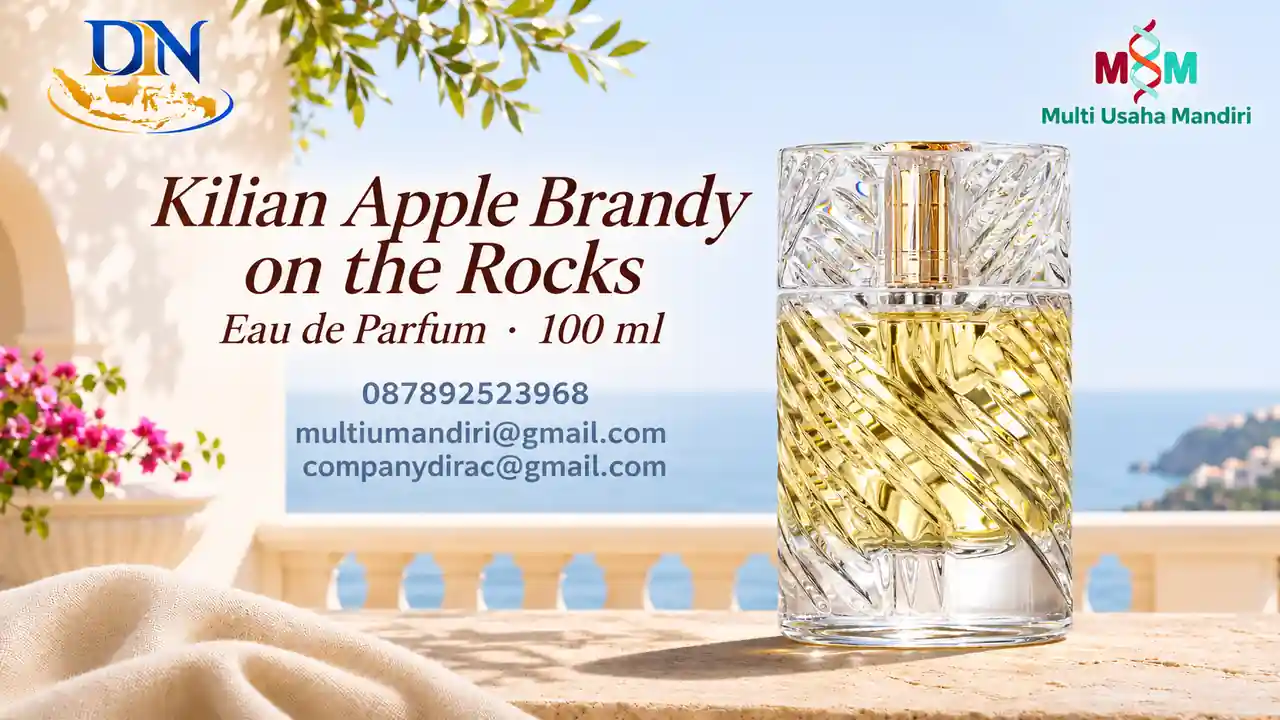 DN
MM
Multi Usaha Mandiri
Kilian Apple Brandy
on the Rocks
Eau de Parfum · 100 ml
087892523968
multiumandiri@gmail.com
companydirac@gmail.com